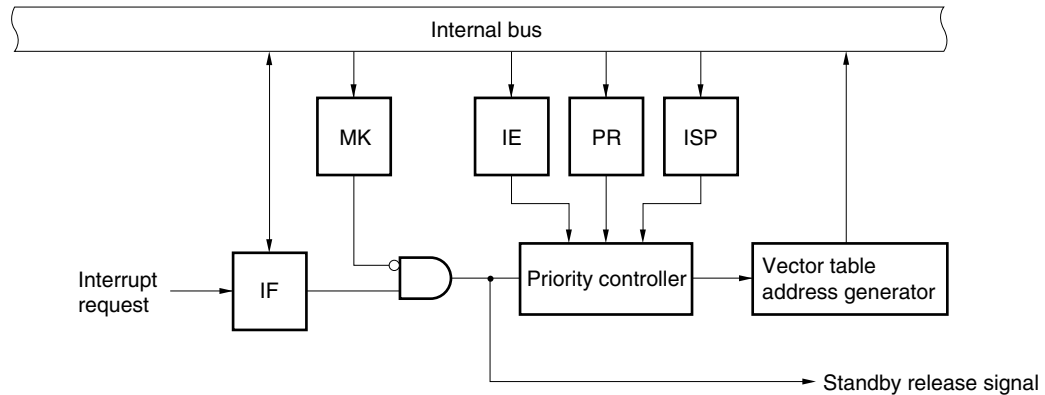 Internal bus
MK
IE
PR
ISP
Interrupt
request
IF
Priority controller
Vector table
address generator
Standby release signal